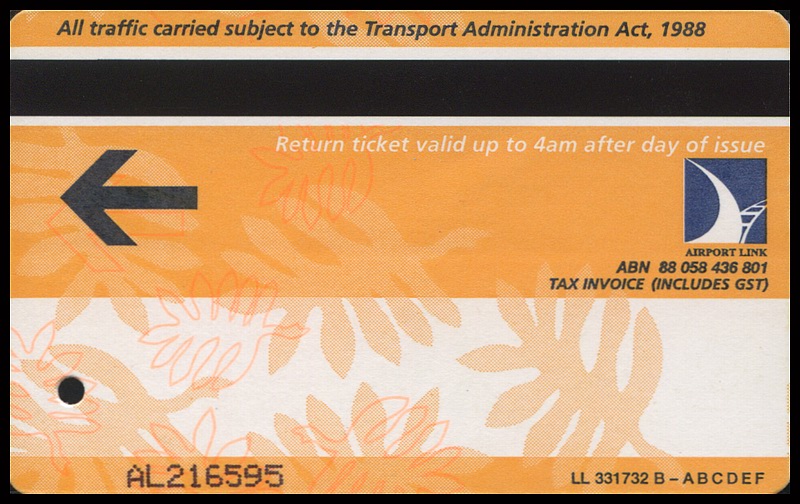 All traffic carried subject to the Transport Administration Act, 1988
Return ticket valid up to 4am after day of issue
AIRPORT LINK
ABN 88 058 436 801
TAX INVOICE (INCLUDES GST)
AL216595
LL 331732 B – A B C D E F